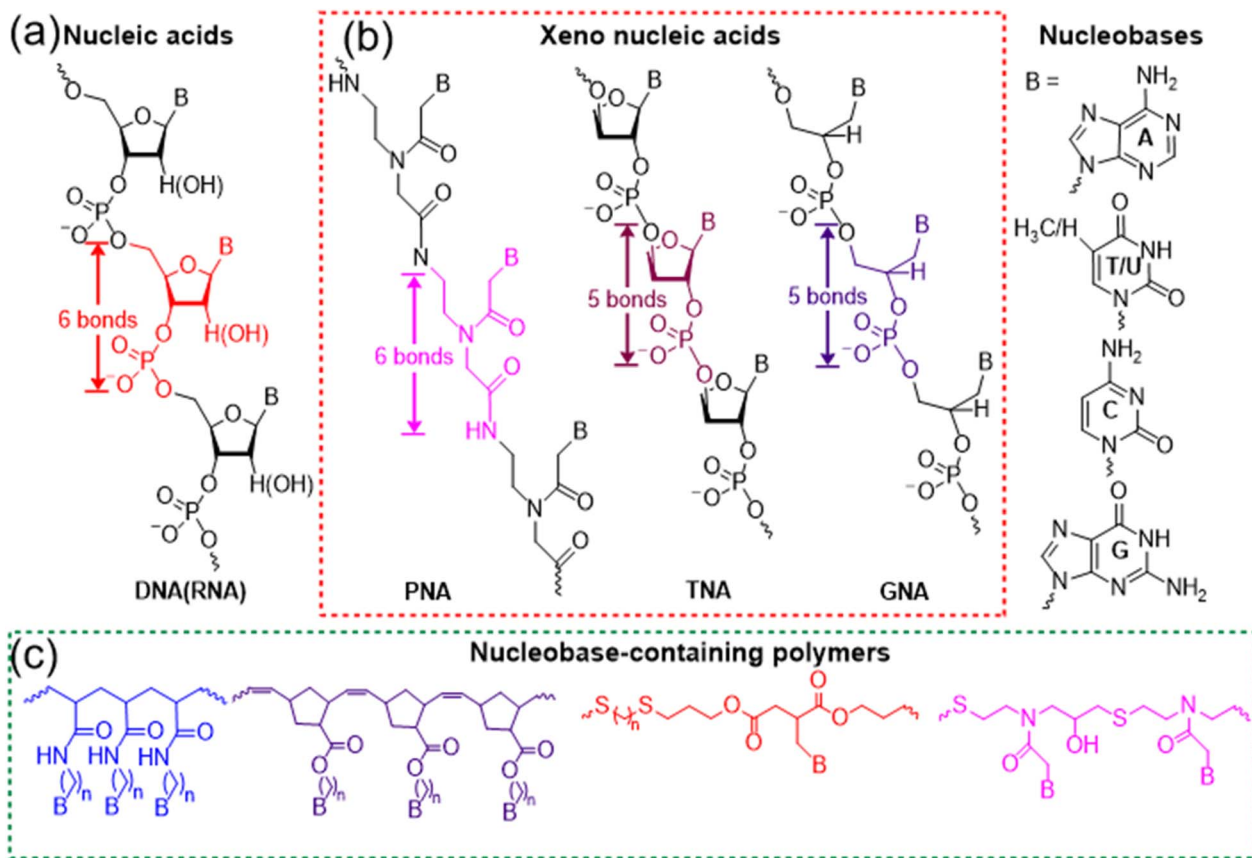 (a) Nucleic acids
(b) Xeno nucleic acids
Nucleobases
O
B
O
H(OH)
O
O
P
⁻O
O
B
O
6 bonds
H(OH)
O
O
P
⁻O
O
B
O
H(OH)
O
O
P
⁻O
O
DNA(RNA)
HN
B
N
O
O
N
B
6 bonds
N
O
O
HN
B
N
O
O
PNA
O
O
B
O
O
P
⁻O
O
B
O
5 bonds
O
O
P
⁻O
O
B
O
O
O
P
⁻O
O
TNA
O
B
H
O
O
P
⁻O
O
B
H
5 bonds
O
O
P
⁻O
O
B
H
O
O
P
⁻O
O
GNA
B =
NH₂
N
N
A
N
N
O
H₃C/H
NH
T/U
N
O
NH₂
C
N
N
O
O
N
NH
G
N
N
NH₂
(c)
Nucleobase-containing polymers
O
O
O
HN
HN
HN
( )n
( )n
( )n
B
B
B
O
O
O
O
O
O
( )n
( )n
( )n
B
B
B
S
( )n
S
O
O
O
O
B
S
N
OH
S
N
O
O
B
B